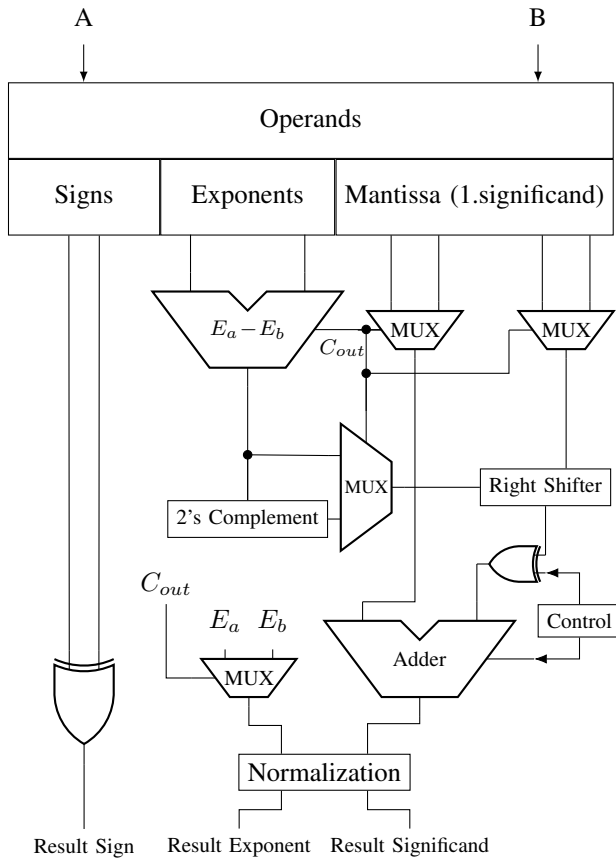 A B
Operands
Signs Exponents Mantissa (1.significand)
E_a − E_b MUX MUX
C_out
MUX Right Shifter
2's Complement
C_out
E_a E_b Control
MUX Adder
Normalization
Result Sign Result Exponent Result Significand